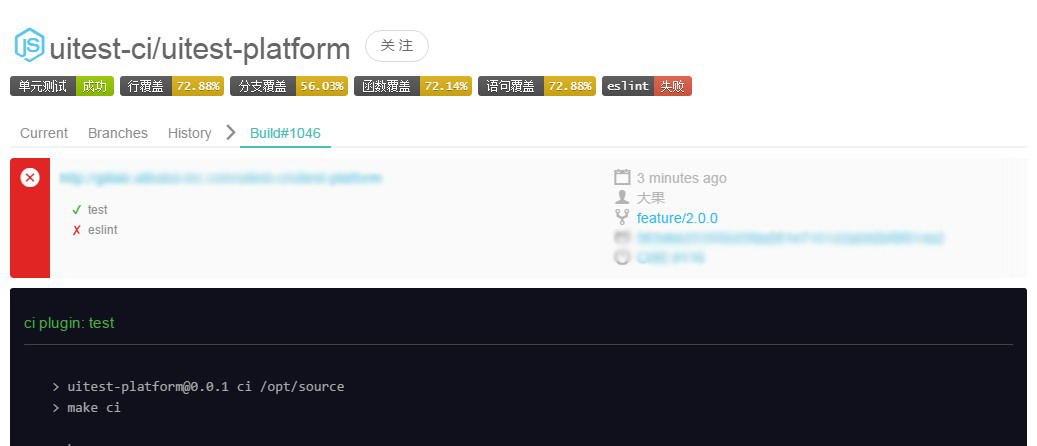 JS uitest-ci/uitest-platform 关注
单元测试 成功 行覆盖 72.88% 分支覆盖 56.03% 函数覆盖 72.14% 语句覆盖 72.88% eslint 失败
Current Branches History Build#1046
3 minutes ago
✓ test
大果
✗ eslint
feature/2.0.0
ci plugin: test
> uitest-platform@0.0.1 ci /opt/source
> make ci